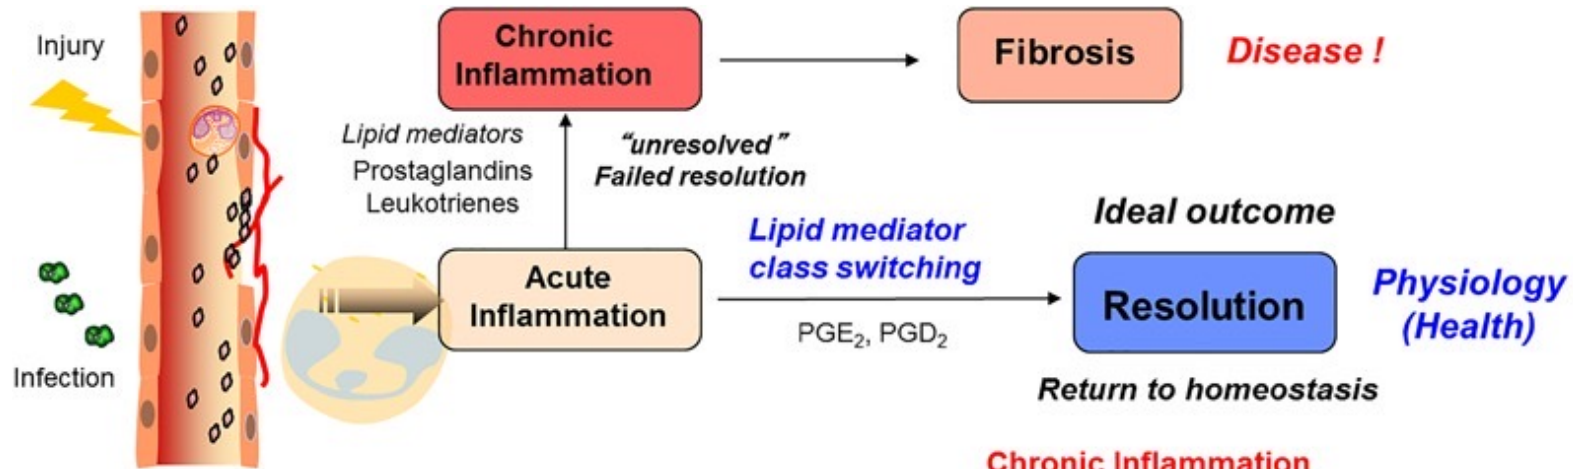 Injury
Infection
Chronic
Inflammation
Fibrosis
Disease !
Lipid mediators
Prostaglandins
Leukotrienes
“unresolved”
Failed resolution
Acute
Inflammation
Lipid mediator
class switching
PGE₂, PGD₂
Ideal outcome
Resolution
Physiology
(Health)
Return to homeostasis
Chronic Inflammation